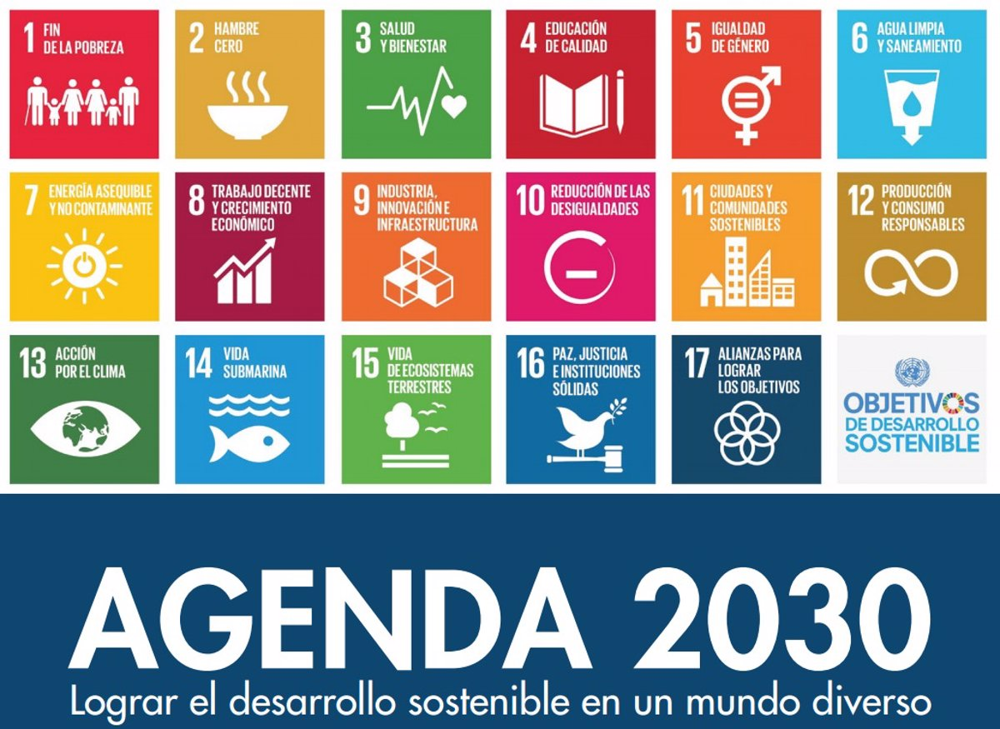 1 FIN
DE LA POBREZA
2 HAMBRE
CERO
3 SALUD
Y BIENESTAR
4 EDUCACIÓN
DE CALIDAD
5 IGUALDAD
DE GÉNERO
6 AGUA LIMPIA
Y SANEAMIENTO
7 ENERGÍA ASEQUIBLE
Y NO CONTAMINANTE
8 TRABAJO DECENTE
Y CRECIMIENTO
ECONÓMICO
9 INDUSTRIA,
INNOVACIÓN E
INFRAESTRUCTURA
10 REDUCCIÓN DE LAS
DESIGUALDADES
11 CIUDADES Y
COMUNIDADES
SOSTENIBLES
12 PRODUCCIÓN
Y CONSUMO
RESPONSABLES
13 ACCIÓN
POR EL CLIMA
14 VIDA
SUBMARINA
15 VIDA
DE ECOSISTEMAS
TERRESTRES
16 PAZ, JUSTICIA
E INSTITUCIONES
SÓLIDAS
17 ALIANZAS PARA
LOGRAR
LOS OBJETIVOS
OBJETIVOS
DE DESARROLLO
SOSTENIBLE
AGENDA 2030
Lograr el desarrollo sostenible en un mundo diverso